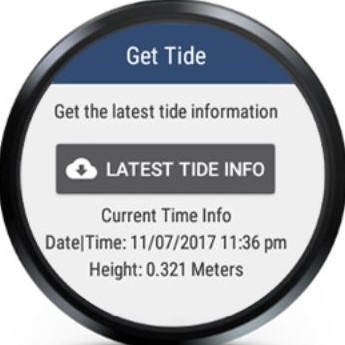 Get Tide
Get the latest tide information
LATEST TIDE INFO
Current Time Info
Date|Time: 11/07/2017 11:36 pm
Height: 0.321 Meters